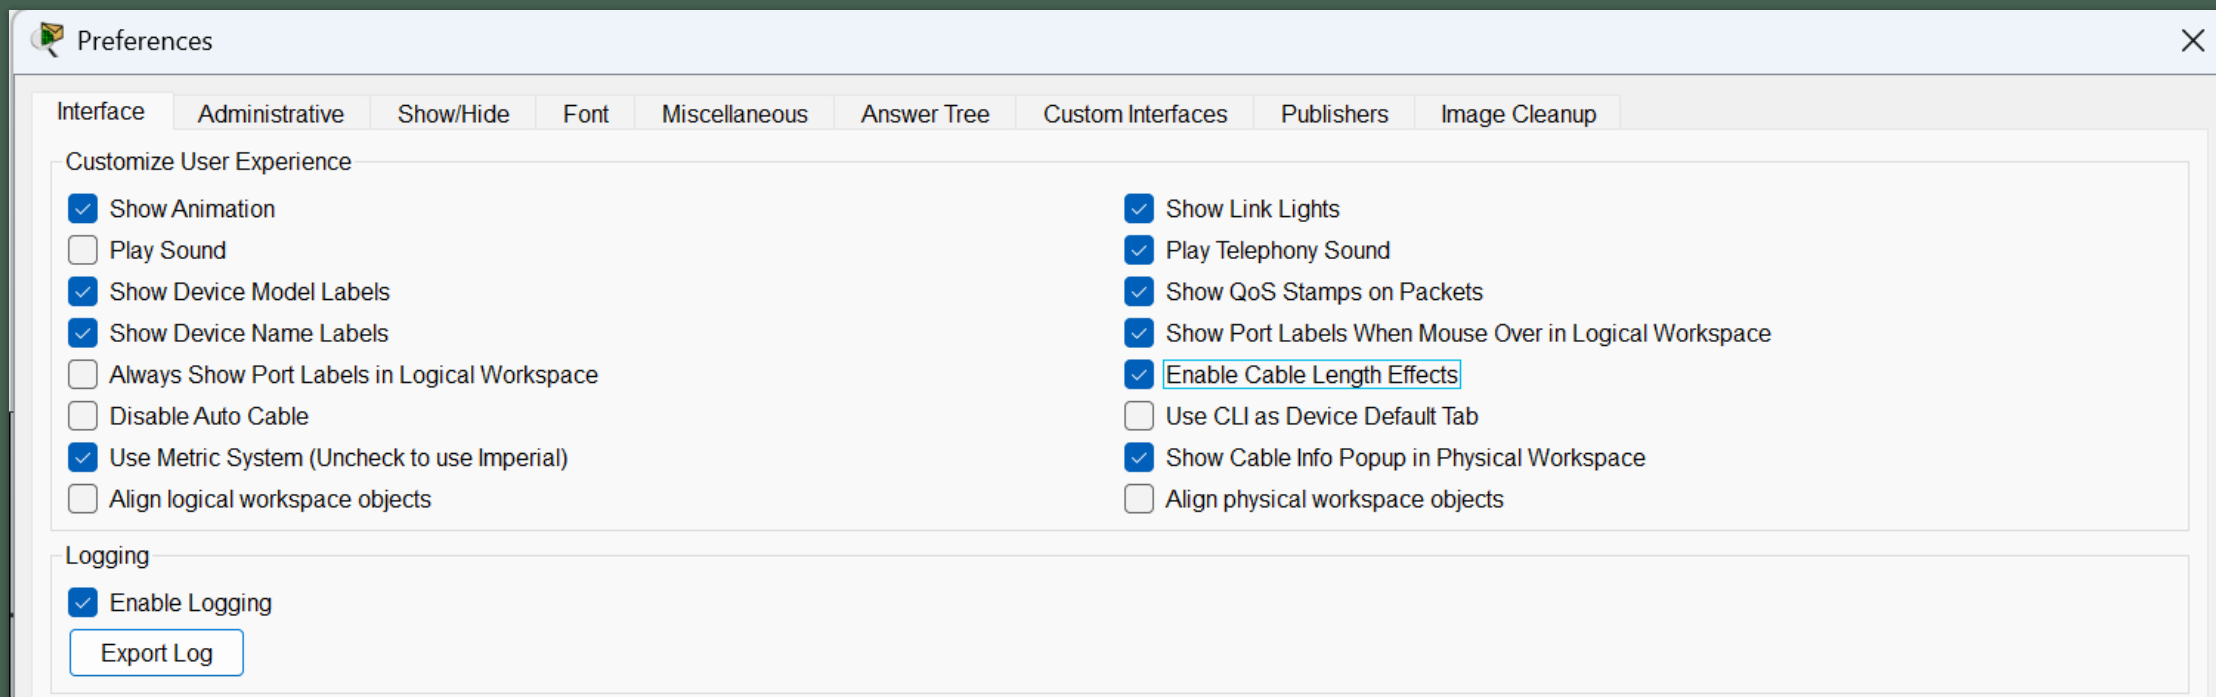 Preferences
Interface Administrative Show/Hide Font Miscellaneous Answer Tree Custom Interfaces Publishers Image Cleanup
Customize User Experience
Show Animation
Play Sound
Show Device Model Labels
Show Device Name Labels
Always Show Port Labels in Logical Workspace
Disable Auto Cable
Use Metric System (Uncheck to use Imperial)
Align logical workspace objects
Show Link Lights
Play Telephony Sound
Show QoS Stamps on Packets
Show Port Labels When Mouse Over in Logical Workspace
Enable Cable Length Effects
Use CLI as Device Default Tab
Show Cable Info Popup in Physical Workspace
Align physical workspace objects
Logging
Enable Logging
Export Log